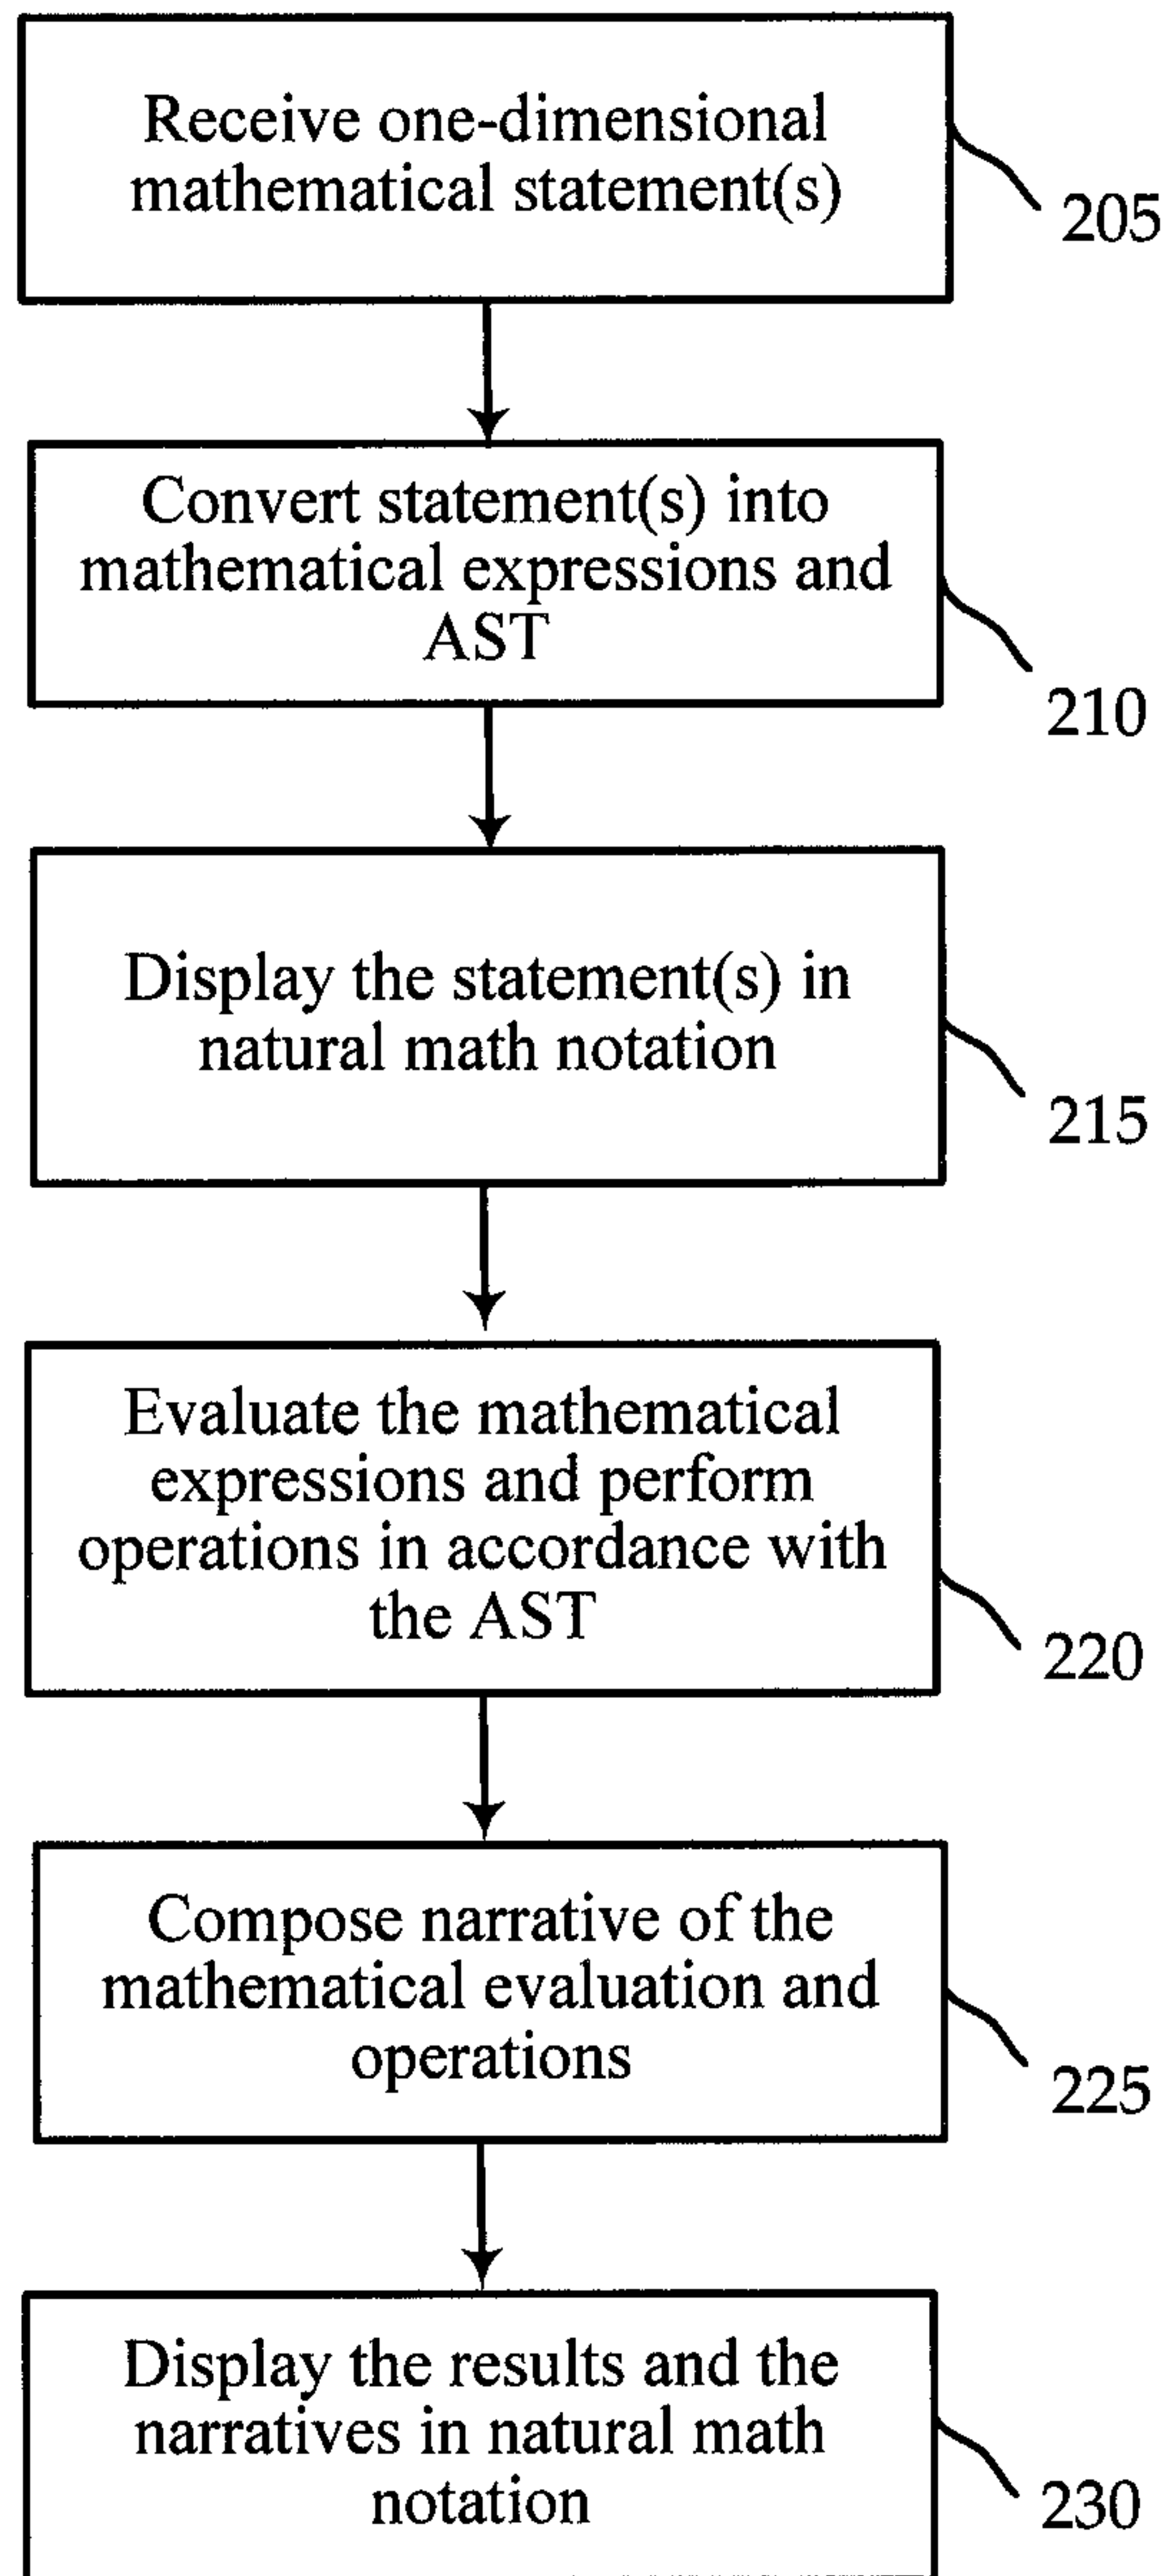 Receive one-dimensional
mathematical statement(s)
205
Convert statement(s) into
mathematical expressions and
AST
210
Display the statement(s) in
natural math notation
215
Evaluate the mathematical
expressions and perform
operations in accordance with
the AST
220
Compose narrative of the
mathematical evaluation and
operations
225
Display the results and the
narratives in natural math
notation
230